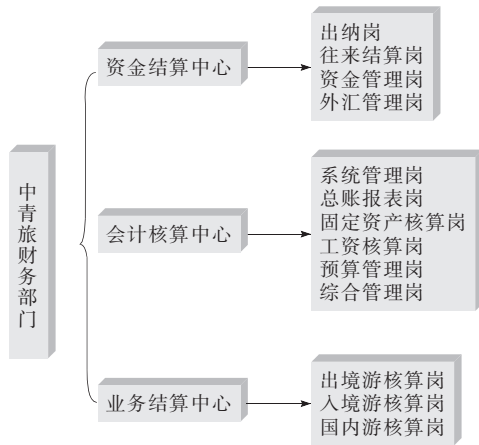 中青旅财务部门
资金结算中心
出纳岗
往来结算岗
资金管理岗
外汇管理岗
会计核算中心
系统管理岗
总账报表岗
固定资产核算岗
工资核算岗
预算管理岗
综合管理岗
业务结算中心
出境游核算岗
入境游核算岗
国内游核算岗